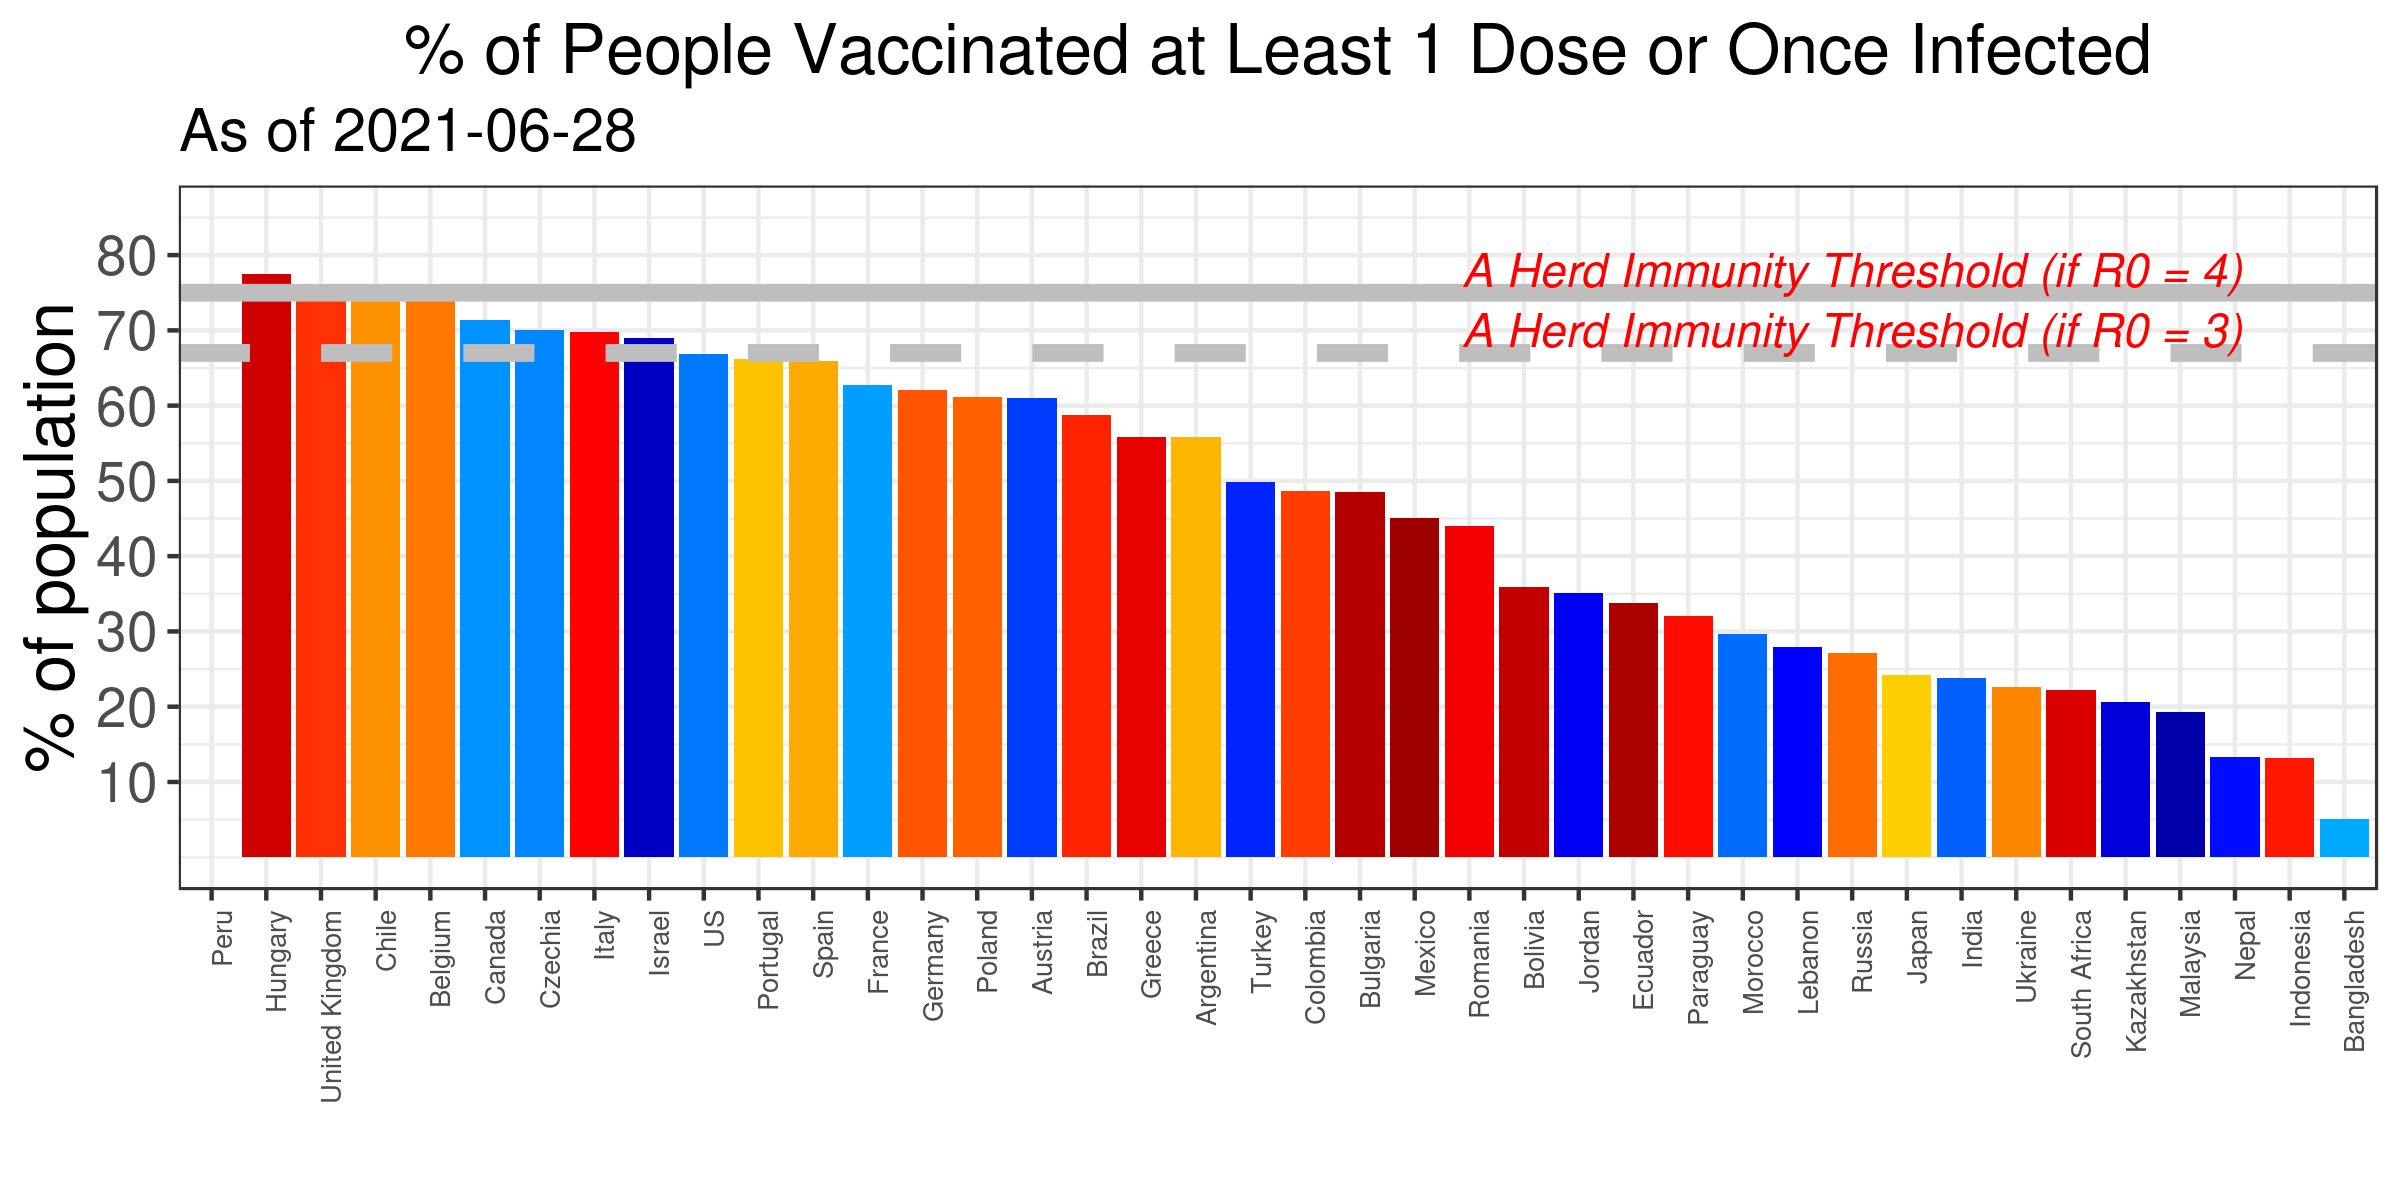 % of People Vaccinated at Least 1 Dose or Once Infected
As of 2021-06-28
% of population
80
70
60
50
40
30
20
10
A Herd Immunity Threshold (if R0 = 4)
A Herd Immunity Threshold (if R0 = 3)
Peru
Hungary
United Kingdom
Chile
Belgium
Canada
Czechia
Italy
Israel
US
Portugal
Spain
France
Germany
Poland
Austria
Brazil
Greece
Argentina
Turkey
Colombia
Bulgaria
Mexico
Romania
Bolivia
Jordan
Ecuador
Paraguay
Morocco
Lebanon
Russia
Japan
India
Ukraine
South Africa
Kazakhstan
Malaysia
Nepal
Indonesia
Bangladesh